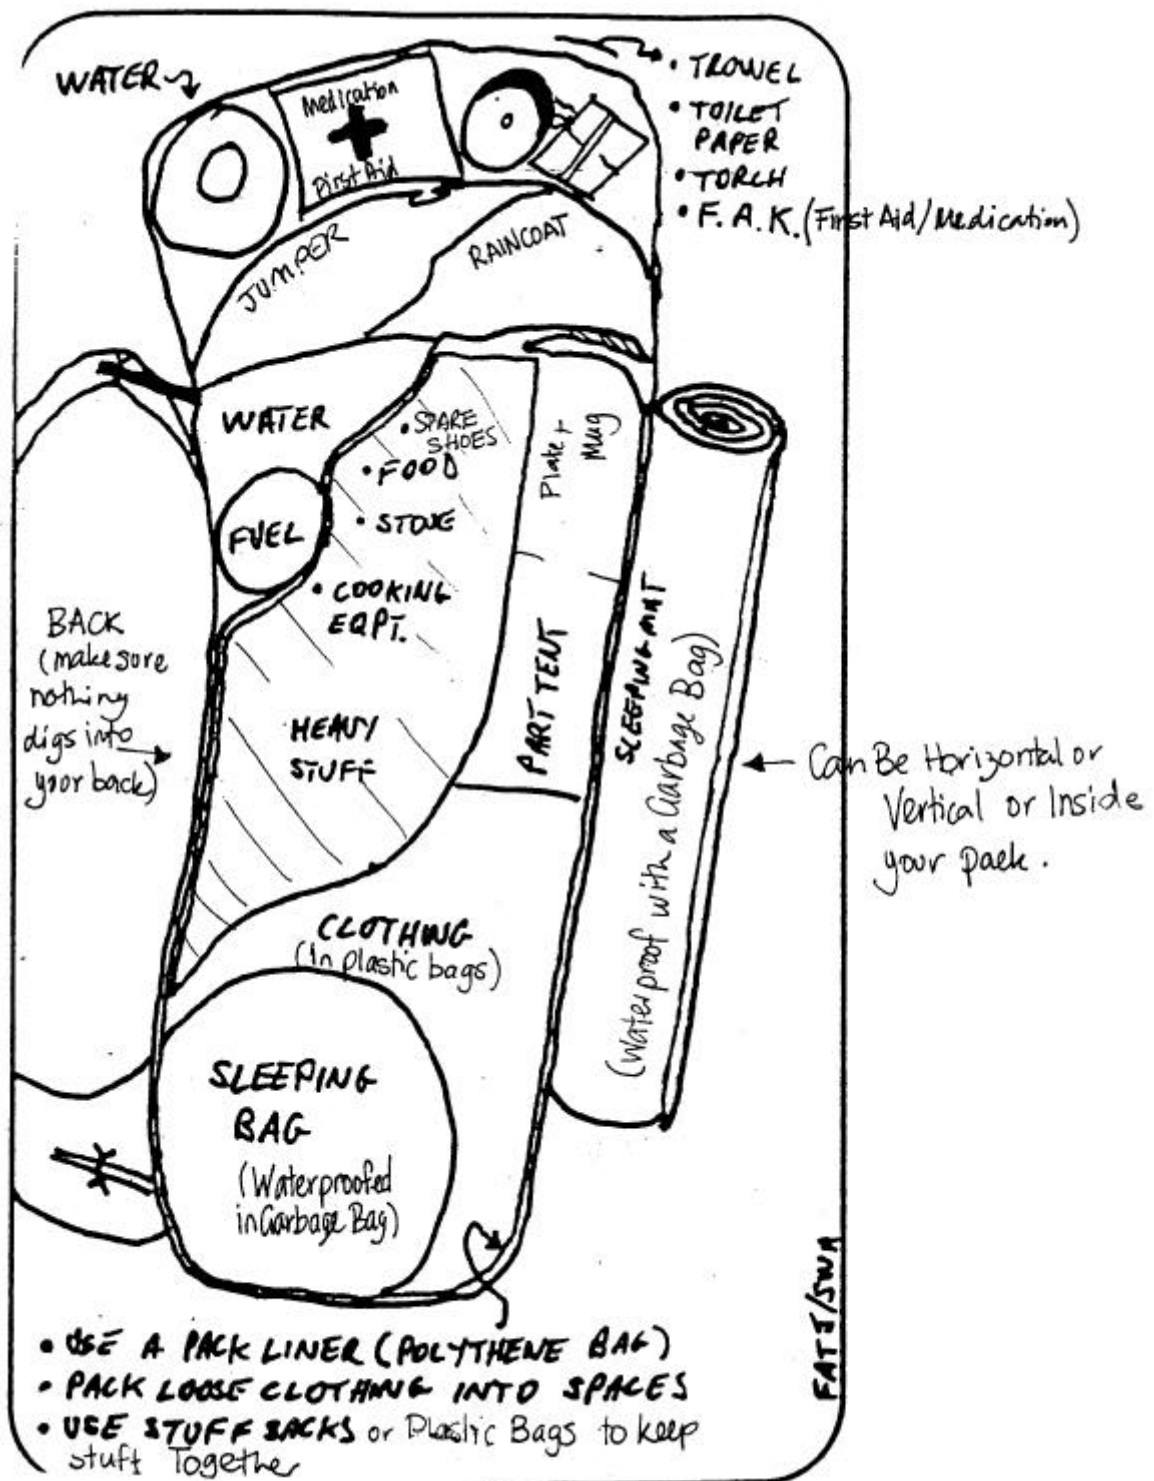 WATER
Medication
First Aid
• TROWEL
• TOILET
PAPER
• TORCH
• F.A.K. (First Aid/Medication)
JUMPER
RAINCOAT
WATER
• SPARE
SHOES
• FOOD
• STOVE
• COOKING
EQPT.
HEAVY
STUFF
FUEL
Plate +
Mug
PART TENT
SLEEPING MAT
(Waterproof with a Garbage Bag)
BACK
(make sure
nothing
digs into
your back)
Can Be Horizontal or
Vertical or Inside
your pack.
CLOTHING
(In plastic bags)
SLEEPING
BAG
(Waterproofed
in Garbage Bag)
FATJ/SWA
• USE A PACK LINER (POLYTHENE BAG)
• PACK LOOSE CLOTHING INTO SPACES
• USE STUFF SACKS or Plastic Bags to keep
stuff Together